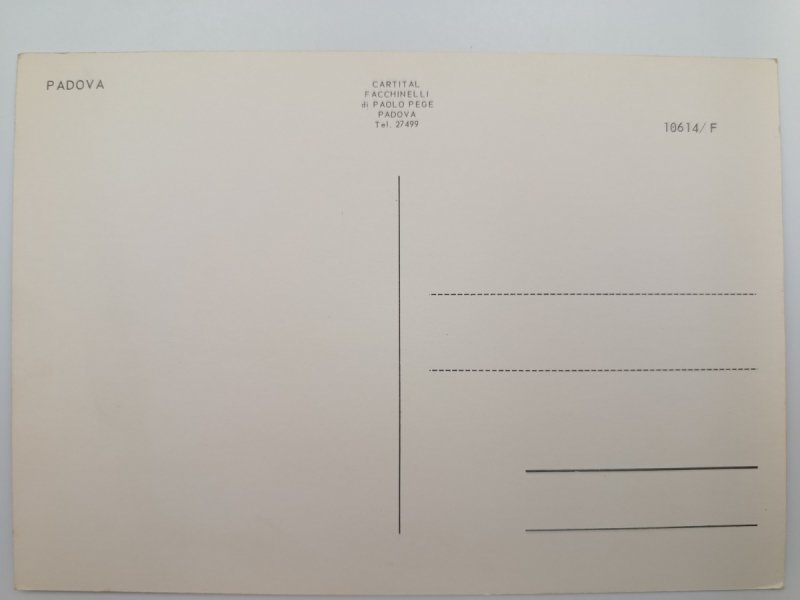 PADOVA
CARTITAL
FACCHINELLI
di PAOLO PEGE
PADOVA
Tel. 27499
10614/F